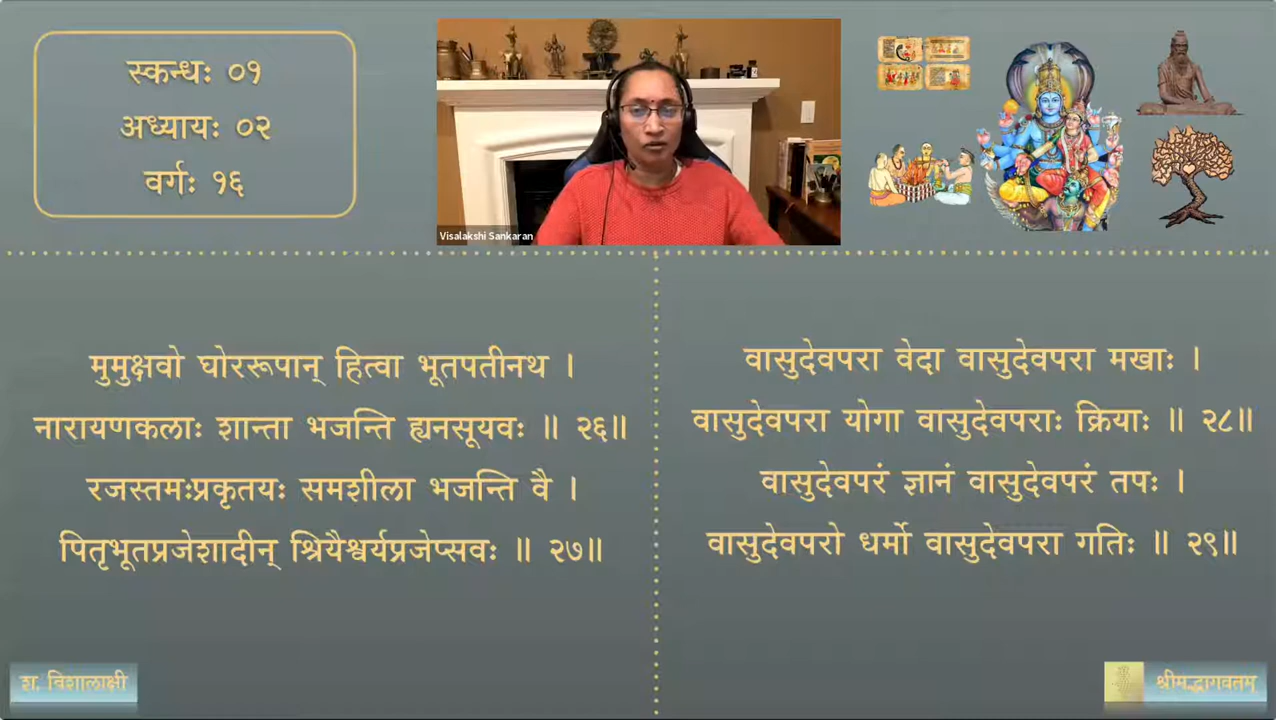 स्कन्धः ०१
अध्यायः ०२
वर्गः १६
Visalakshi Sankaran
मुमुक्षवो घोररूपान् हित्वा भूतपतीनथ ।
नारायणकलाः शान्ता भजन्ति ह्यनसूयवः ॥ २६॥
रजस्तमःप्रकृतयः समशीला भजन्ति वै ।
पितृभूतप्रजेशादीन् श्रियैश्वर्यप्रजेप्सवः ॥ २७॥
वासुदेवपरा वेदा वासुदेवपरा मखाः ।
वासुदेवपरा योगा वासुदेवपराः क्रियाः ॥ २८॥
वासुदेवपरं ज्ञानं वासुदेवपरं तपः ।
वासुदेवपरो धर्मो वासुदेवपरा गतिः ॥ २९॥
श. विशालाक्षी
श्रीमद्भागवतम्